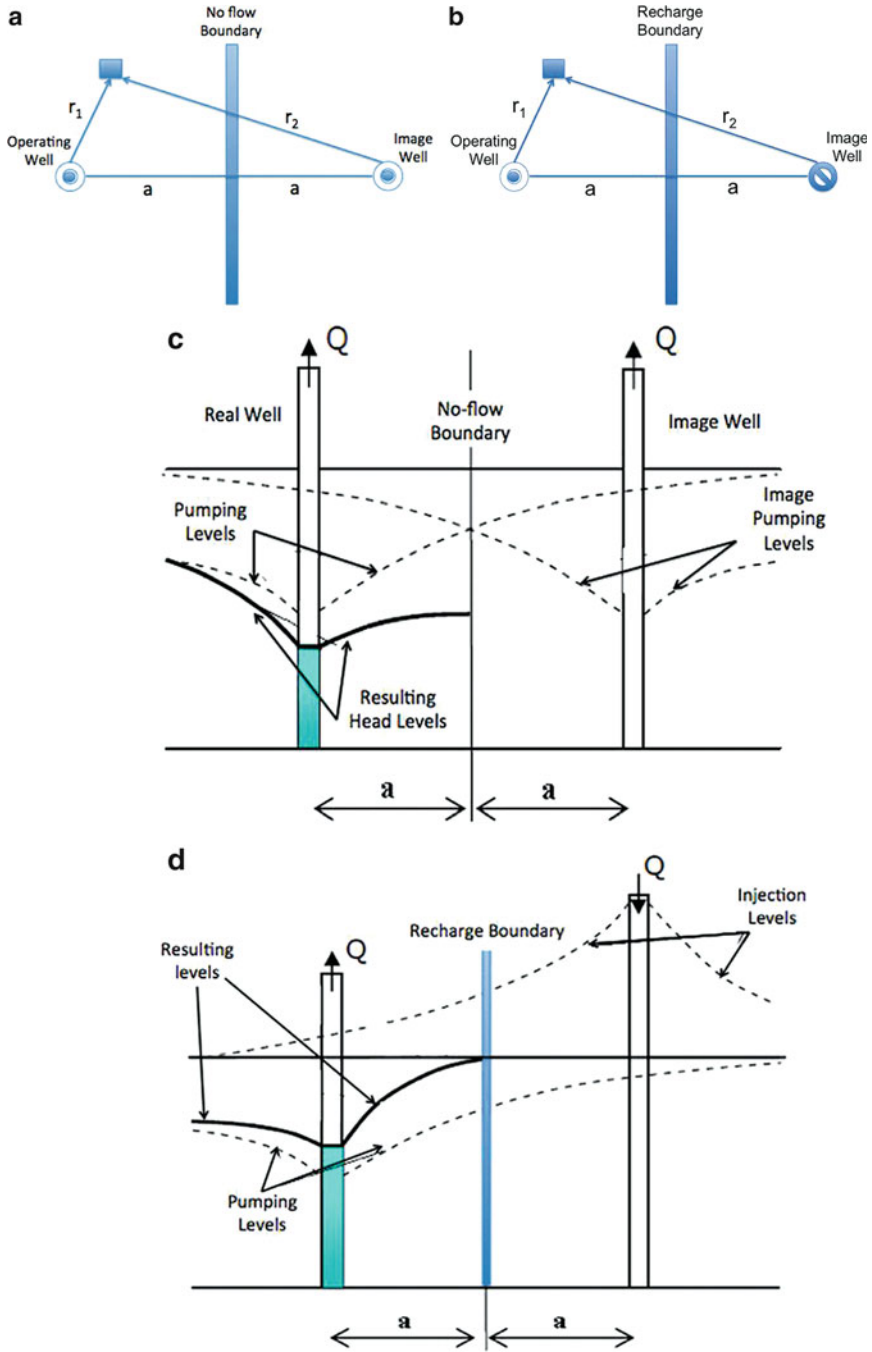 a
No flow
Boundary
r1
r2
Operating
Well
Image
Well
a
a
b
Recharge
Boundary
r1
r2
Operating
Well
Image
Well
a
a
c
Q
Q
Real Well
No-flow
Boundary
Image Well
Pumping
Levels
Image
Pumping
Levels
Resulting
Head Levels
a
a
d
Q
Injection
Levels
Recharge Boundary
Resulting
levels
Q
Pumping
Levels
a
a